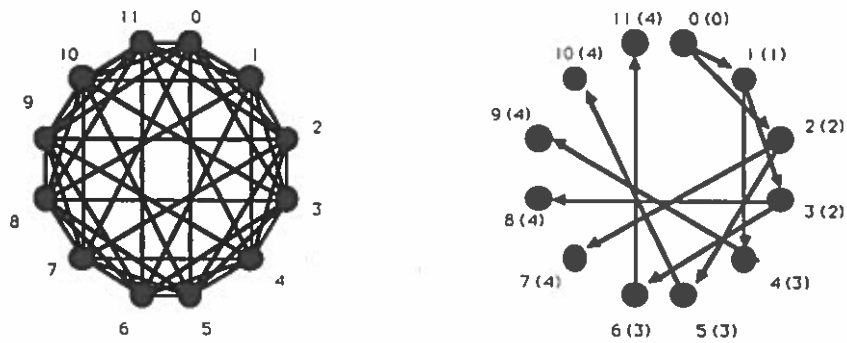 11 0
10 1
9 2
8 3
7 4
6 5
11 (4) 0 (0)
10 (4) 1 (1)
9 (4) 2 (2)
8 (4) 3 (2)
7 (4) 4 (3)
6 (3) 5 (3)